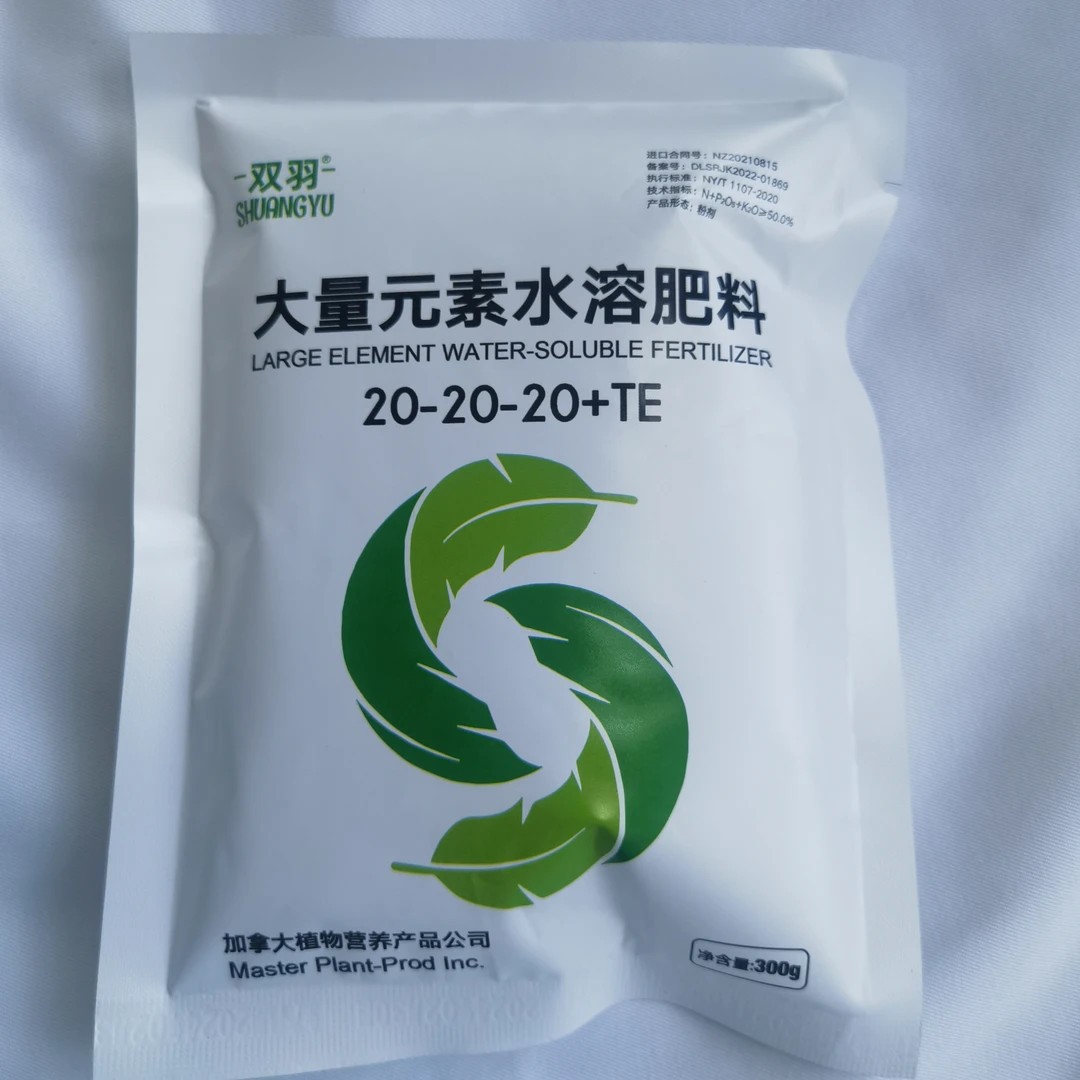 双羽®
SHUANGYU
进口合同号：NZ20210815
备案号：DLSRJK2022-01869
执行标准：NY/T 1107-2020
技术指标：N+P₂O₅+K₂O≥50.0%
产品形态：粉剂
大量元素水溶肥料
LARGE ELEMENT WATER-SOLUBLE FERTILIZER
20-20-20+TE
加拿大植物营养产品公司
Master Plant-Prod Inc.
净含量:300g